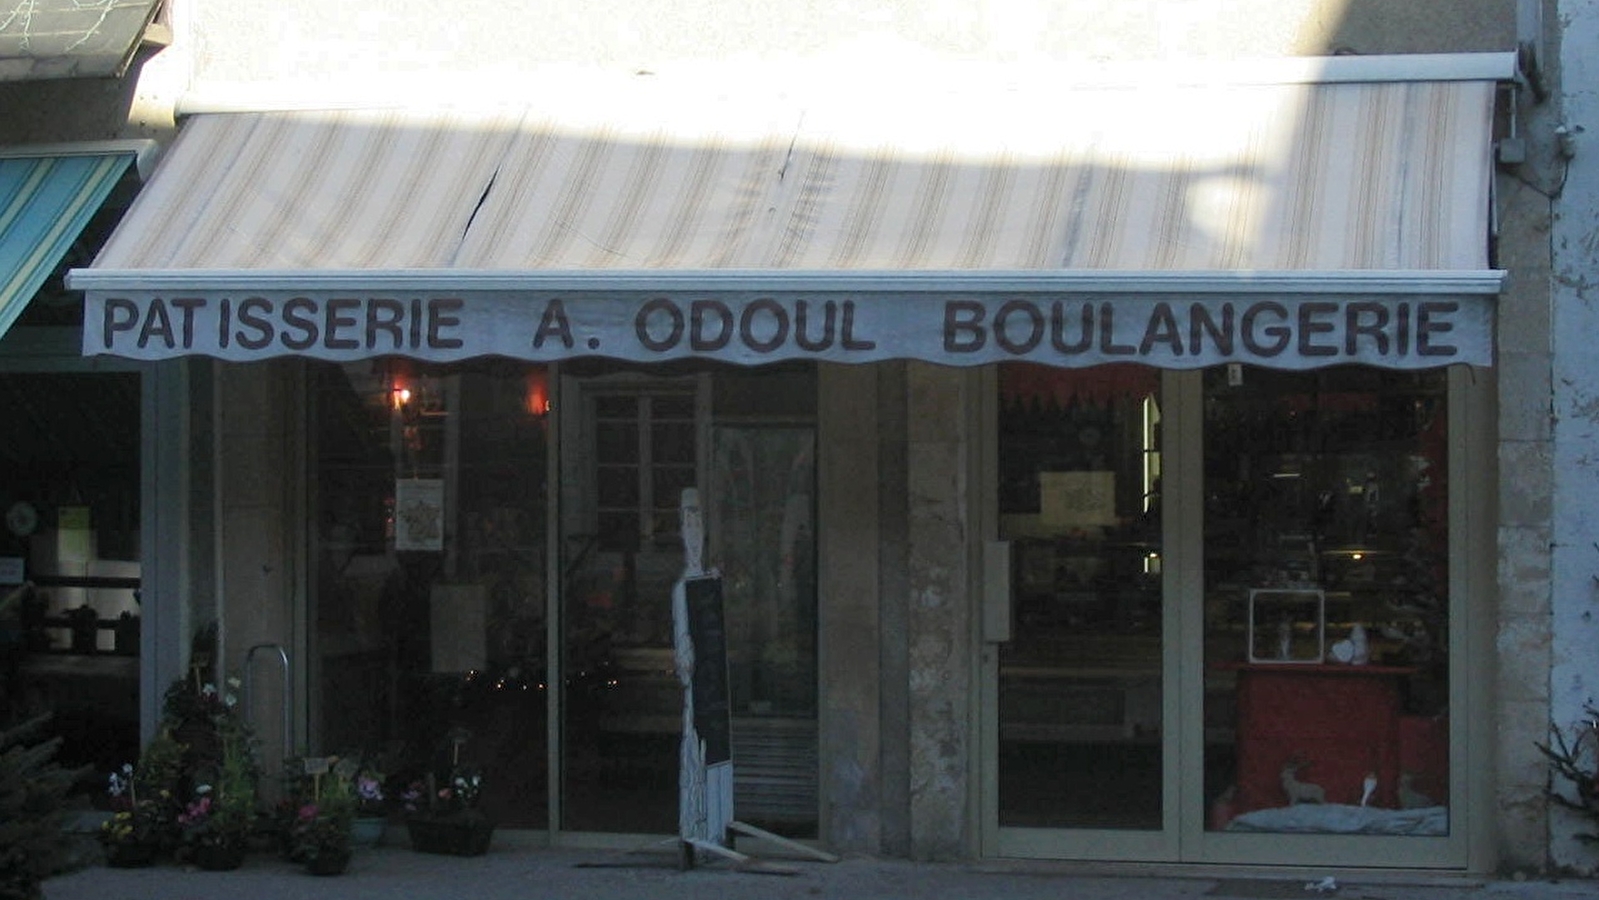 PATISSERIE A. ODOUL BOULANGERIE